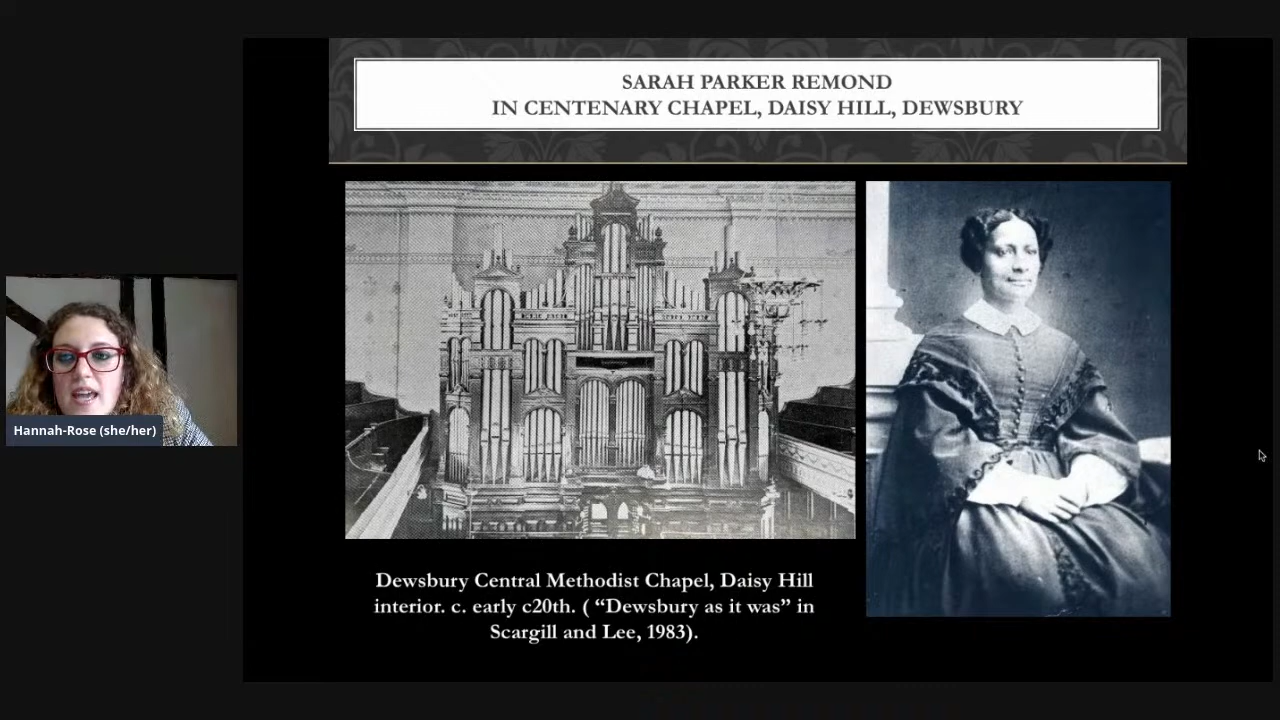 SARAH PARKER REMOND
IN CENTENARY CHAPEL, DAISY HILL, DEWSBURY
Hannah-Rose (she/her)
Dewsbury Central Methodist Chapel, Daisy Hill
interior. c. early c20th. ( “Dewsbury as it was” in
Scargill and Lee, 1983).